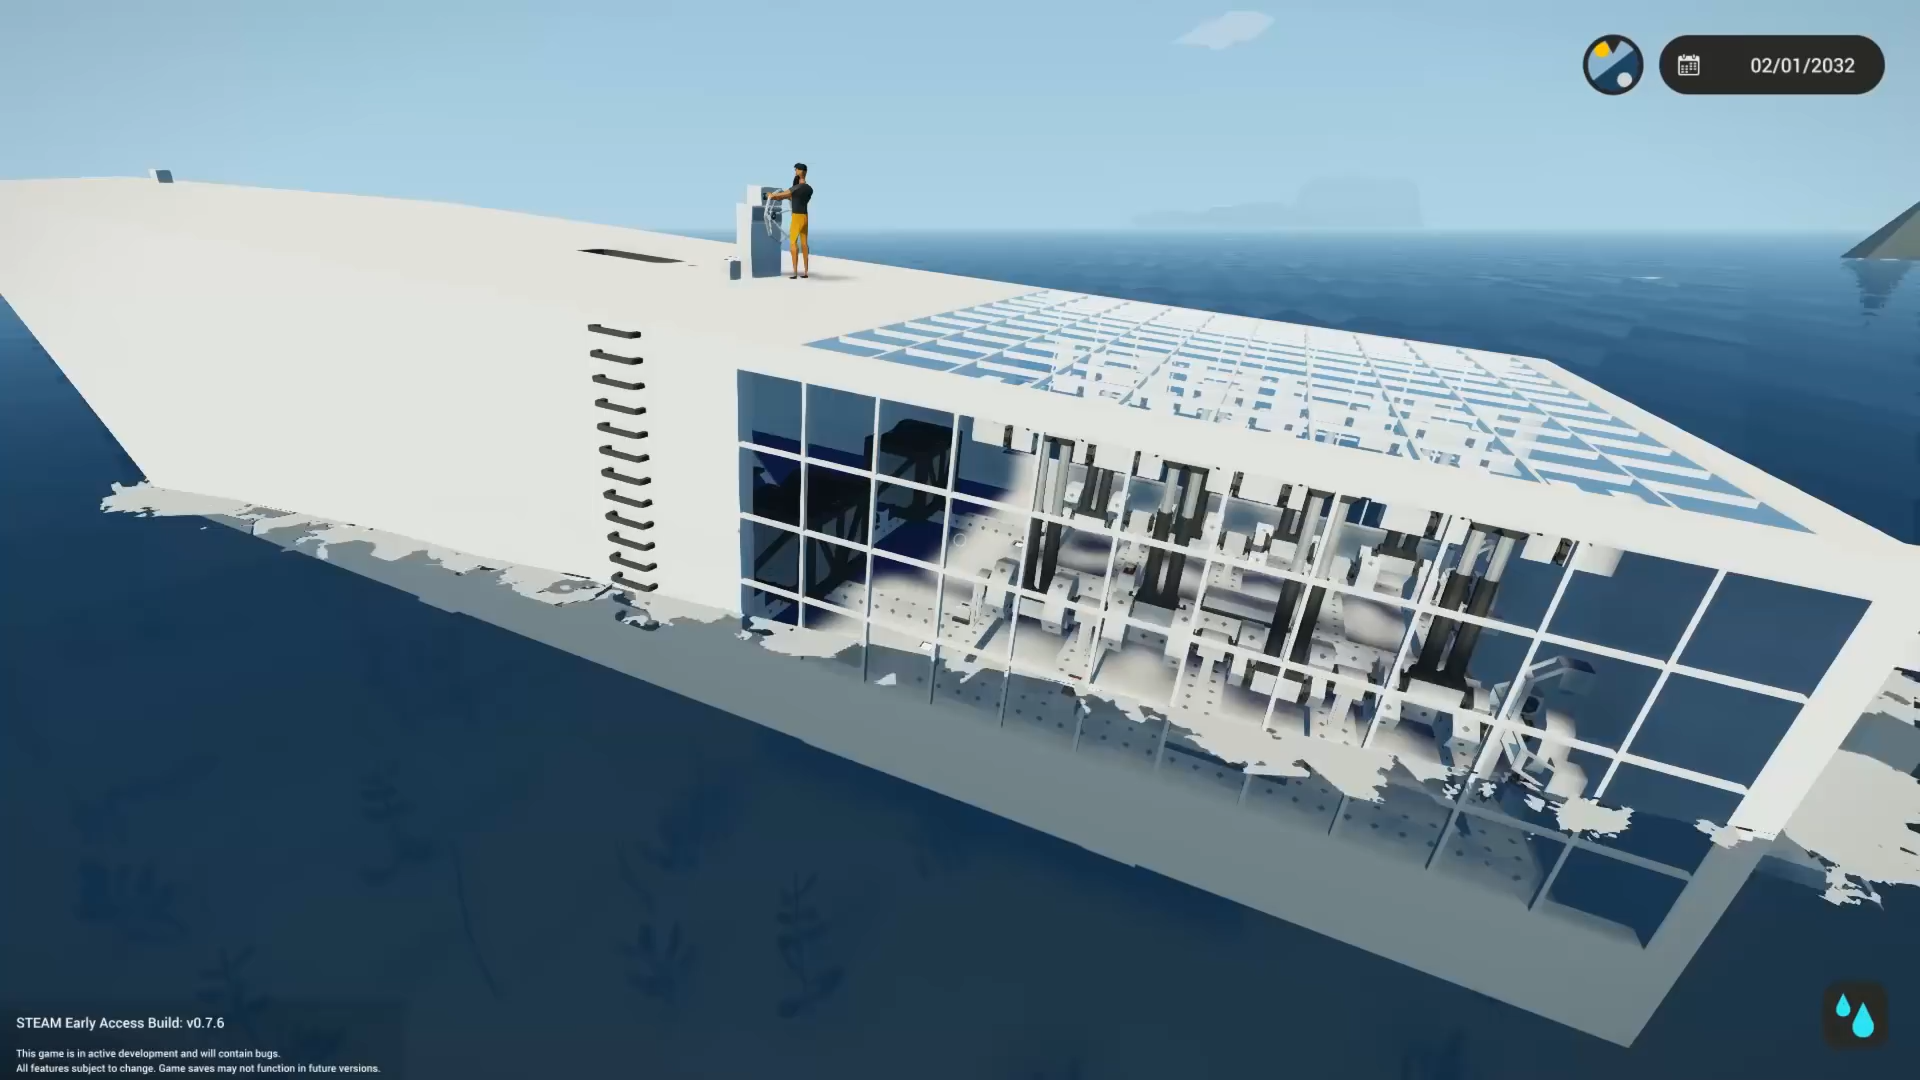 02/01/2032
STEAM Early Access Build: v0.7.6
This game is in active development and will contain bugs.
All features subject to change. Game saves may not function in future versions.